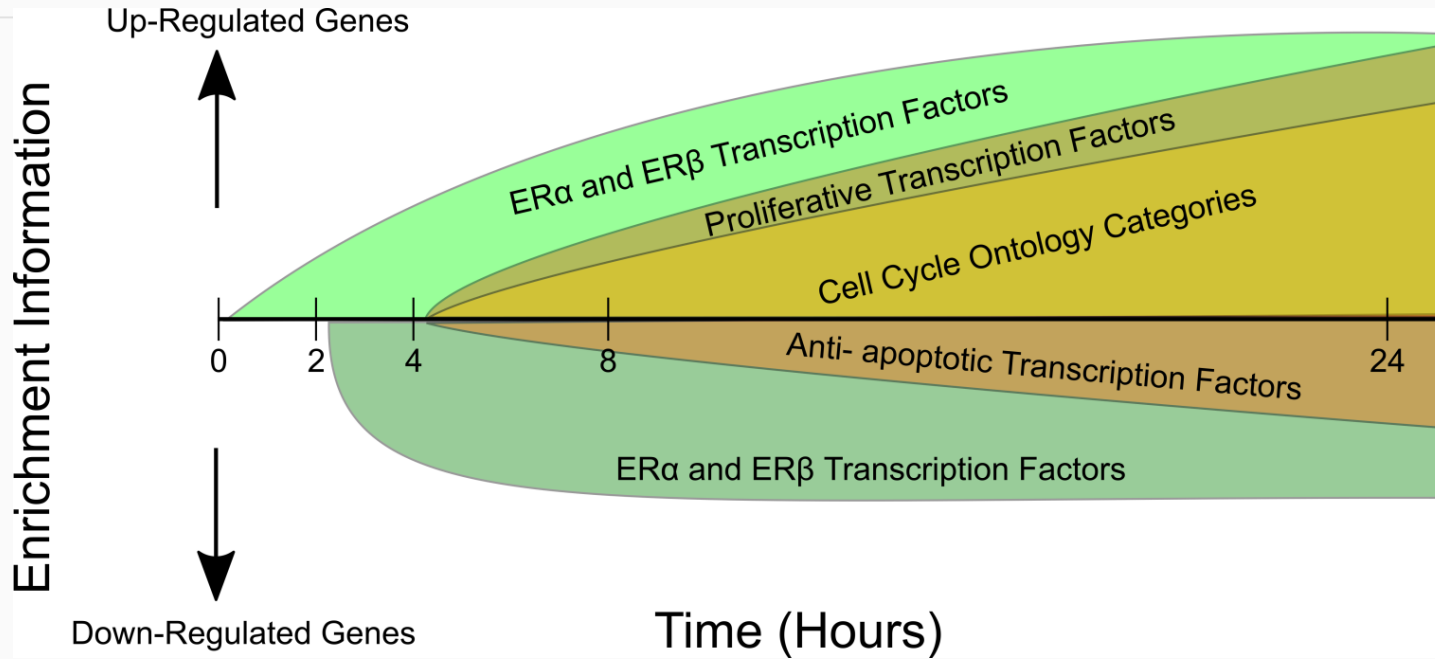 Up-Regulated Genes
Enrichment Information
ERα and ERβ Transcription Factors
Proliferative Transcription Factors
Cell Cycle Ontology Categories
0 2 4 8 24
Anti- apoptotic Transcription Factors
ERα and ERβ Transcription Factors
Down-Regulated Genes
Time (Hours)